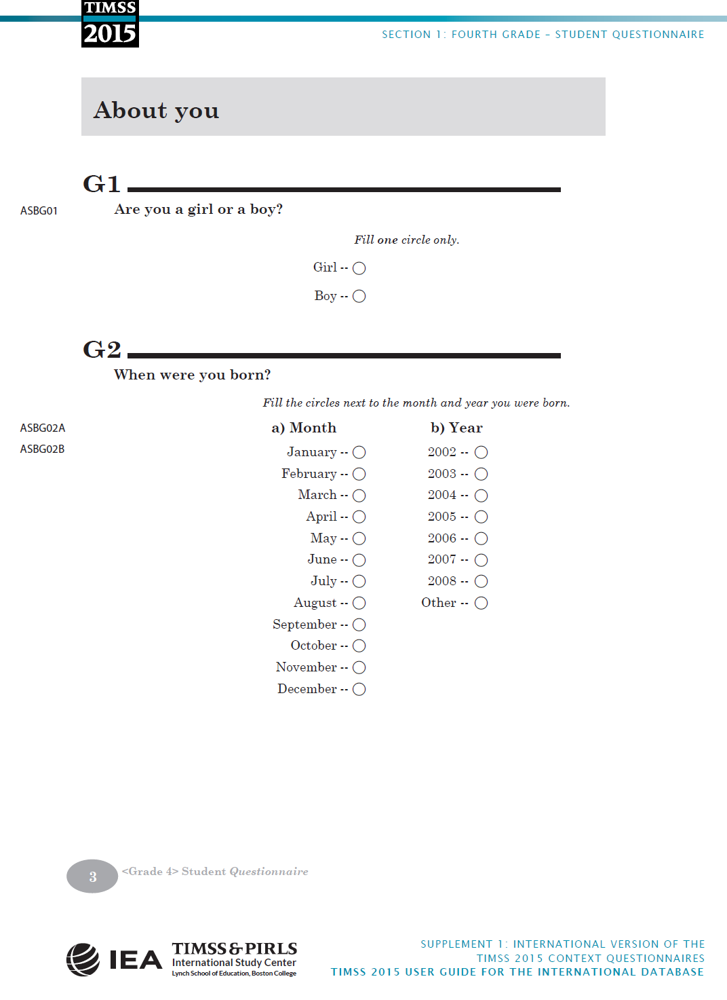 TIMSS
2015
SECTION 1: FOURTH GRADE – STUDENT QUESTIONNAIRE
About you
G1
ASBG01
Are you a girl or a boy?
Fill one circle only.
Girl --
Boy --
G2
When were you born?
Fill the circles next to the month and year you were born.
ASBG02A
ASBG02B
a) Month
January --
February --
March --
April --
May --
June --
July --
August --
September --
October --
November --
December --
b) Year
2002 --
2003 --
2004 --
2005 --
2006 --
2007 --
2008 --
Other --
3
<Grade 4> Student Questionnaire
IEA
TIMSS & PIRLS
International Study Center
Lynch School of Education, Boston College
SUPPLEMENT 1: INTERNATIONAL VERSION OF THE
TIMSS 2015 CONTEXT QUESTIONNAIRES
TIMSS 2015 USER GUIDE FOR THE INTERNATIONAL DATABASE